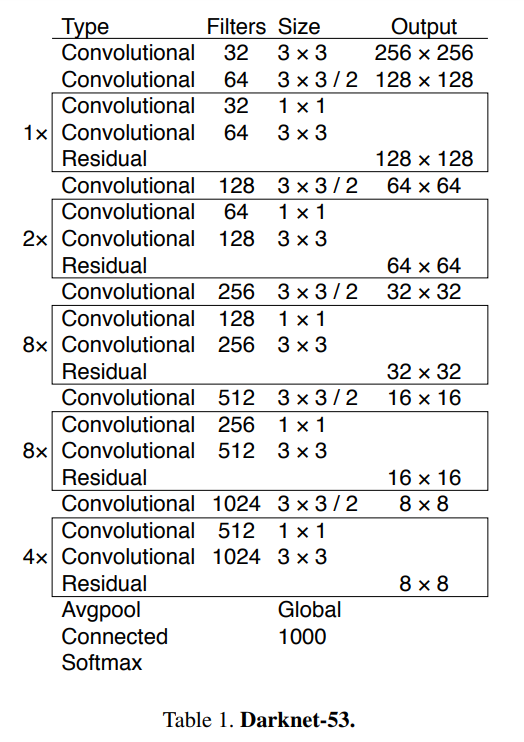 Type Filters Size Output
Convolutional 32 3 × 3 256 × 256
Convolutional 64 3 × 3 / 2 128 × 128
Convolutional 32 1 × 1
1× Convolutional 64 3 × 3
Residual 128 × 128
Convolutional 128 3 × 3 / 2 64 × 64
Convolutional 64 1 × 1
2× Convolutional 128 3 × 3
Residual 64 × 64
Convolutional 256 3 × 3 / 2 32 × 32
Convolutional 128 1 × 1
8× Convolutional 256 3 × 3
Residual 32 × 32
Convolutional 512 3 × 3 / 2 16 × 16
Convolutional 256 1 × 1
8× Convolutional 512 3 × 3
Residual 16 × 16
Convolutional 1024 3 × 3 / 2 8 × 8
Convolutional 512 1 × 1
4× Convolutional 1024 3 × 3
Residual 8 × 8
Avgpool Global
Connected 1000
Softmax
Table 1. Darknet-53.